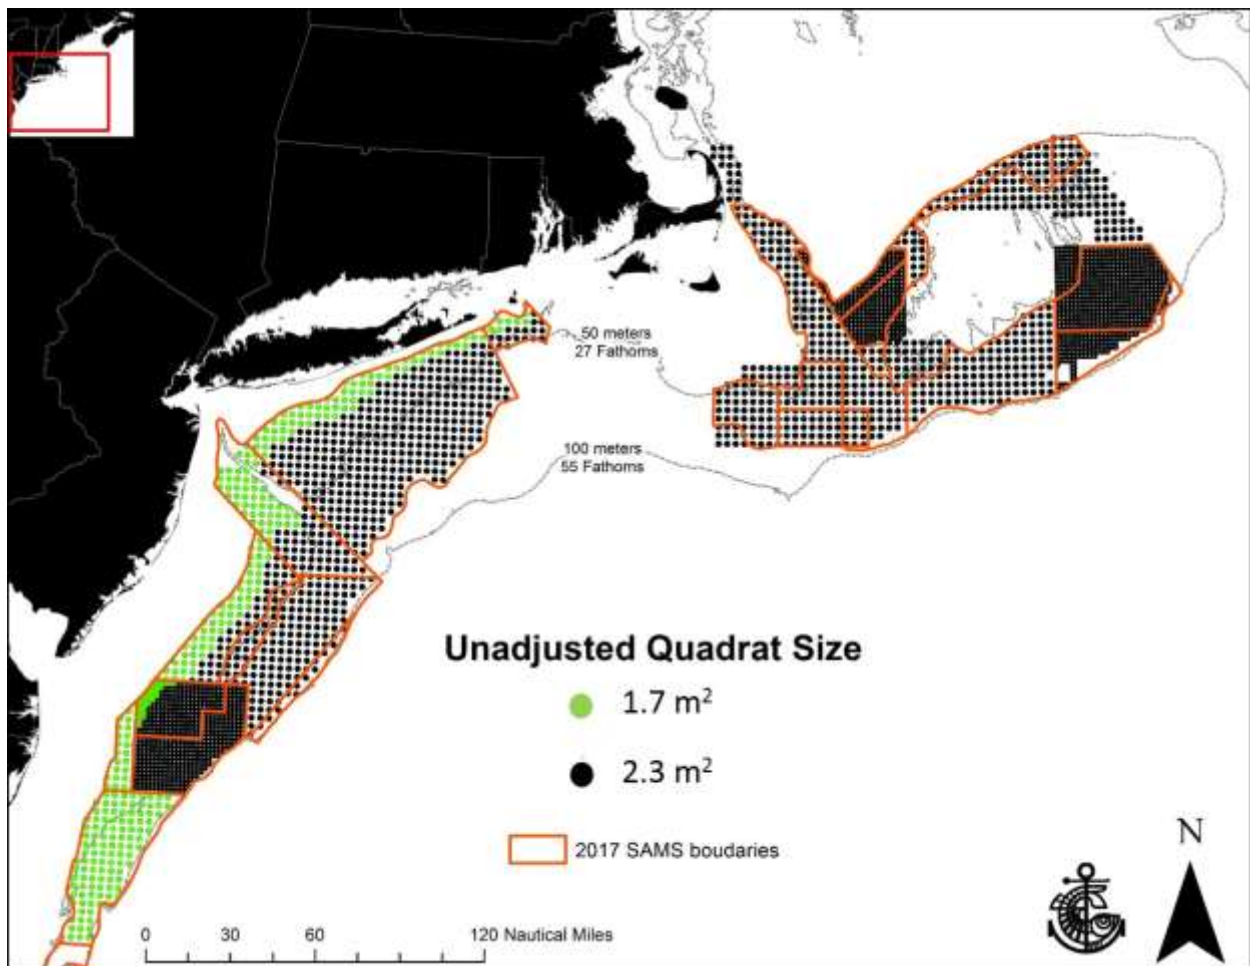 50 meters
27 Fathoms
100 meters
55 Fathoms
Unadjusted Quadrat Size
1.7 m²
2.3 m²
2017 SAMS boudaries
N
0 30 60 120 Nautical Miles